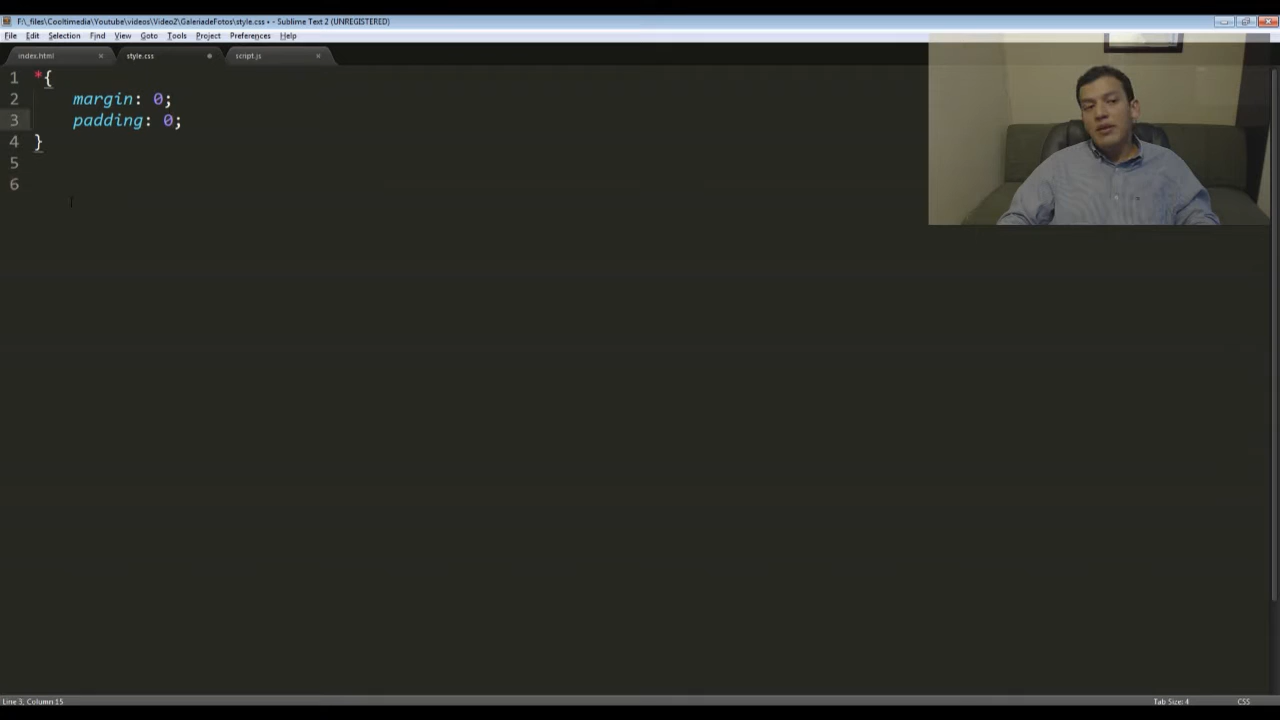 F:\_files\Cooltimedia\Youtube\videos\Video2\GaleriadeFotos\style.css • - Sublime Text 2 (UNREGISTERED)
File Edit Selection Find View Goto Tools Project Preferences Help
index.html × style.css • script.js ×
1 *{
2 margin: 0;
3 padding: 0;
4 }
5
6
Line 3, Column 15 Tab Size: 4 CSS